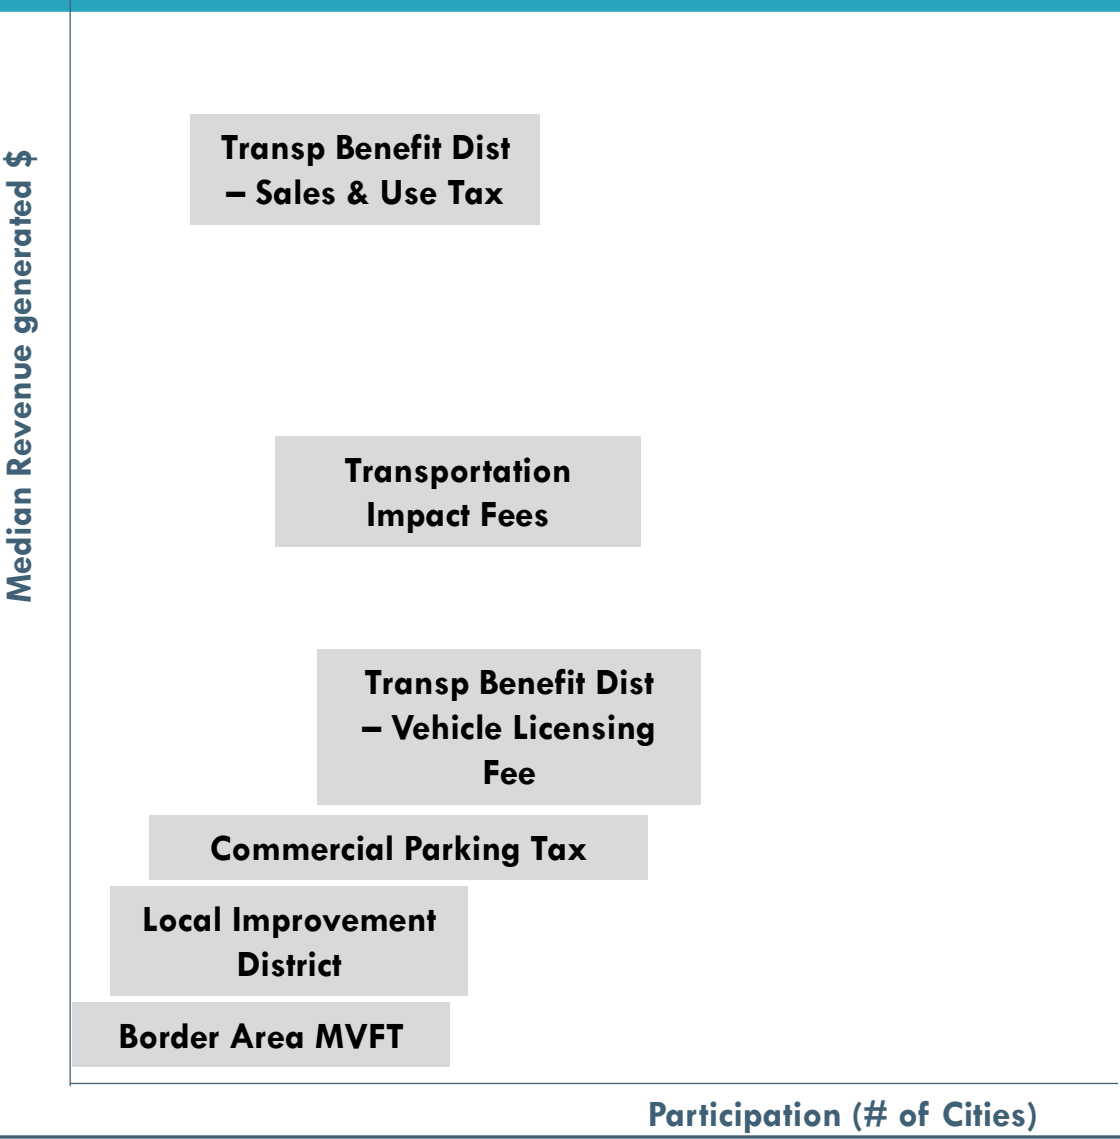 Median Revenue generated $
Transp Benefit Dist
– Sales & Use Tax
Transportation
Impact Fees
Transp Benefit Dist
– Vehicle Licensing
Fee
Commercial Parking Tax
Local Improvement
District
Border Area MVFT
Participation (# of Cities)